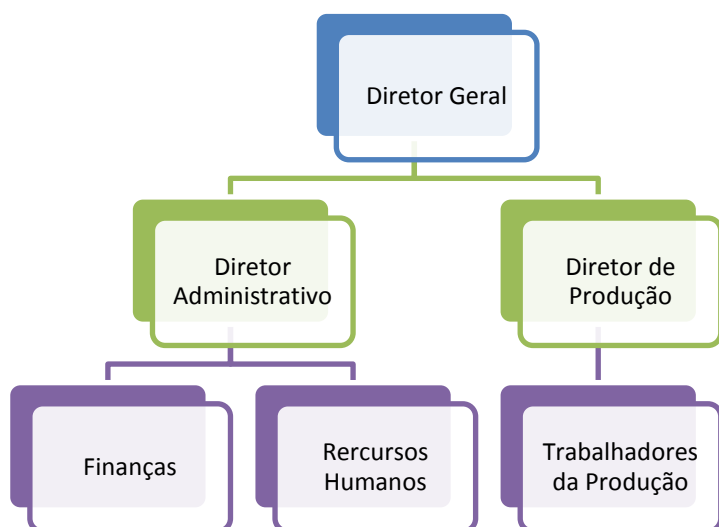 Diretor Geral
Diretor
Administrativo
Diretor de
Produção
Finanças
Rercursos
Humanos
Trabalhadores
da Produção